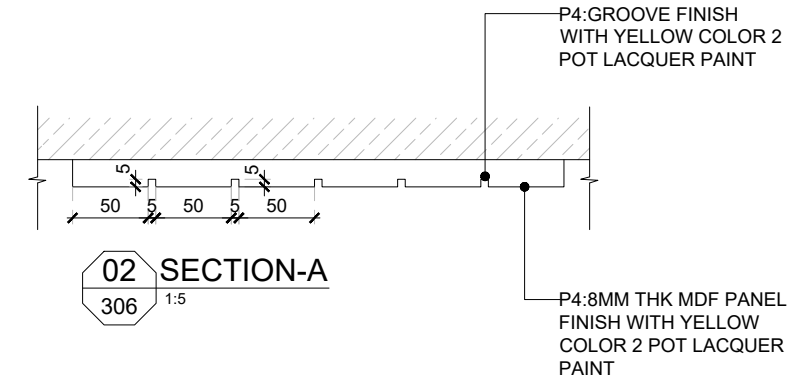 P4:GROOVE FINISH
WITH YELLOW COLOR 2
POT LACQUER PAINT
5
5
50
5
50
5
50
02
SECTION-A
306
1:5
P4:8MM THK MDF PANEL
FINISH WITH YELLOW
COLOR 2 POT LACQUER
PAINT